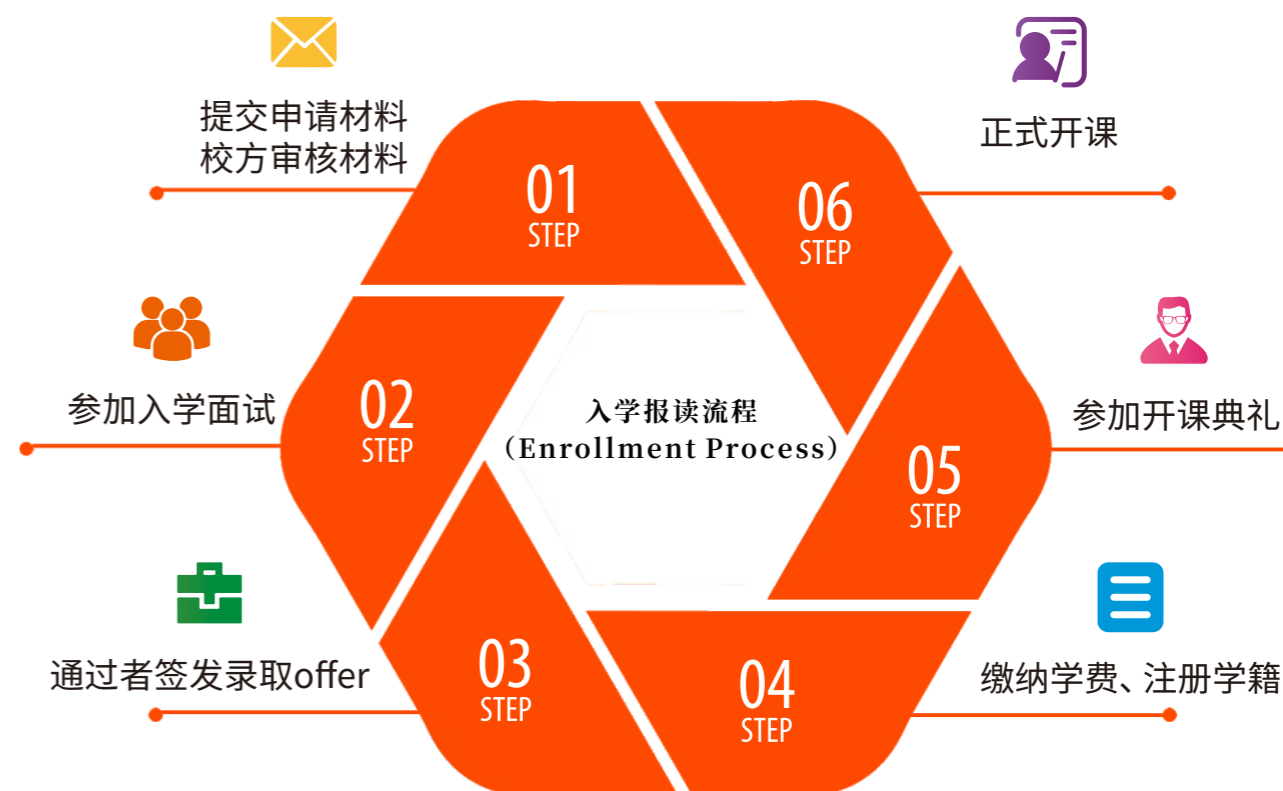 提交申请材料
校方审核材料
01
STEP
参加入学面试
02
STEP
通过者签发录取offer
03
STEP
04
STEP
缴纳学费、注册学籍
05
STEP
参加开课典礼
06
STEP
正式开课
入学报读流程
(Enrollment Process)